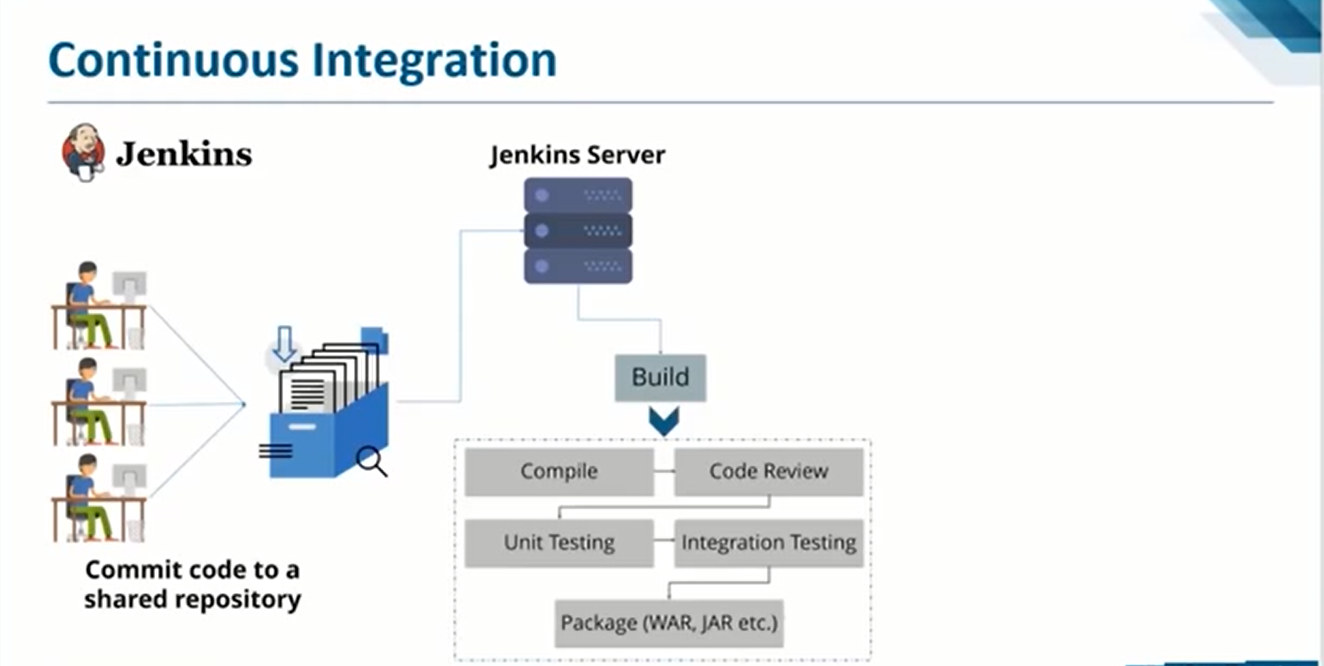 Continuous Integration
Jenkins
Jenkins Server
Build
Compile
Code Review
Unit Testing
Integration Testing
Package (WAR, JAR etc.)
Commit code to a
shared repository